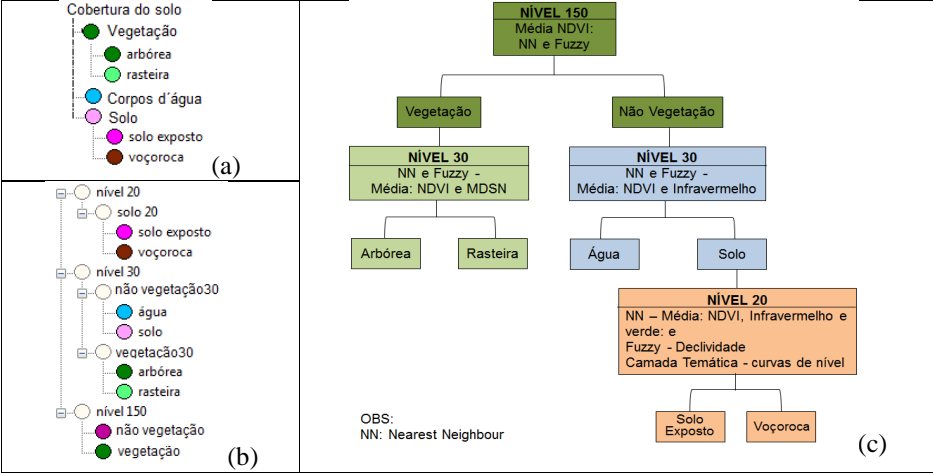 Cobertura do solo
Vegetação
arbórea
rasteira
Corpos d´água
Solo
solo exposto
voçoroca
(a)
nível 20
solo 20
solo exposto
voçoroca
nível 30
não vegetação30
água
solo
vegetação30
arbórea
rasteira
nível 150
não vegetação
vegetação
(b)
NÍVEL 150
Média NDVI:
NN e Fuzzy
Vegetação
Não Vegetação
NÍVEL 30
NN e Fuzzy -
Média: NDVI e MDSN
NÍVEL 30
NN e Fuzzy -
Média: NDVI e Infravermelho
Arbórea
Rasteira
Água
Solo
NÍVEL 20
NN – Média: NDVI, Infravermelho e
verde: e
Fuzzy - Declividade
Camada Temática - curvas de nível
Solo
Exposto
Voçoroca
OBS:
NN: Nearest Neighbour
(c)